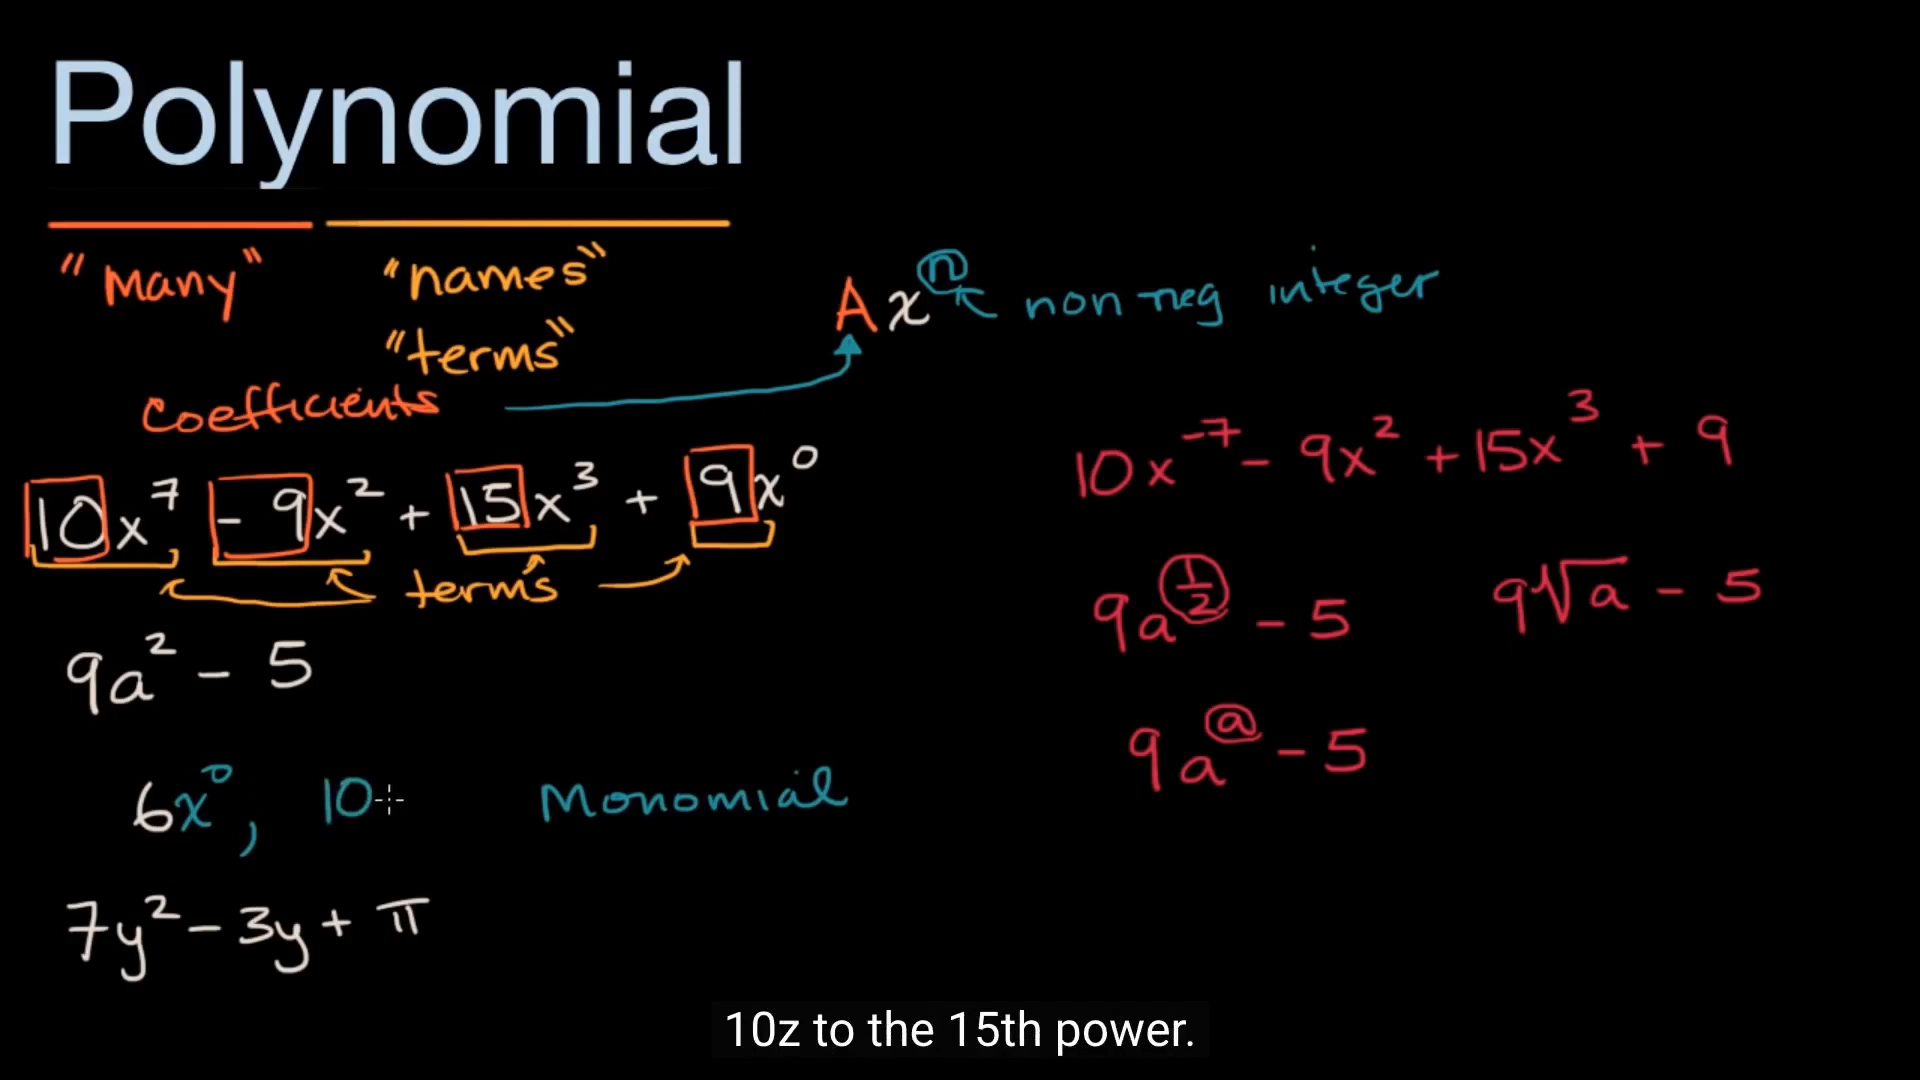 Polynomial
"Many" "names"
"terms"
Ax^n non neg integer
Coefficients
10x^7 - 9x^2 + 15x^3 + 9x^0
terms
9a^2 - 5
6x^0, 10 Monomial
7y^2 - 3y + π
10x^-7 - 9x^2 + 15x^3 + 9
9a^1/2 - 5 9√a - 5
9a^a - 5
10z to the 15th power.